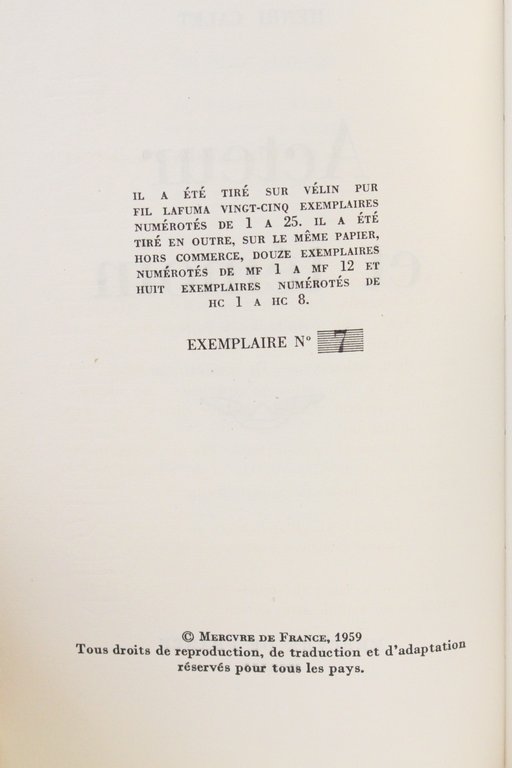 IL A ÉTÉ TIRÉ SUR VÉLIN PUR
FIL LAFUMA VINGT-CINQ EXEMPLAIRES
NUMÉROTÉS DE 1 A 25. IL A ÉTÉ
TIRÉ EN OUTRE, SUR LE MÊME PAPIER,
HORS COMMERCE, DOUZE EXEMPLAIRES
NUMÉROTÉS DE MF 1 A MF 12 ET
HUIT EXEMPLAIRES NUMÉROTÉS DE
HC 1 A HC 8.
EXEMPLAIRE N° 7
© MERCVRE DE FRANCE, 1959
Tous droits de reproduction, de traduction et d'adaptation
réservés pour tous les pays.